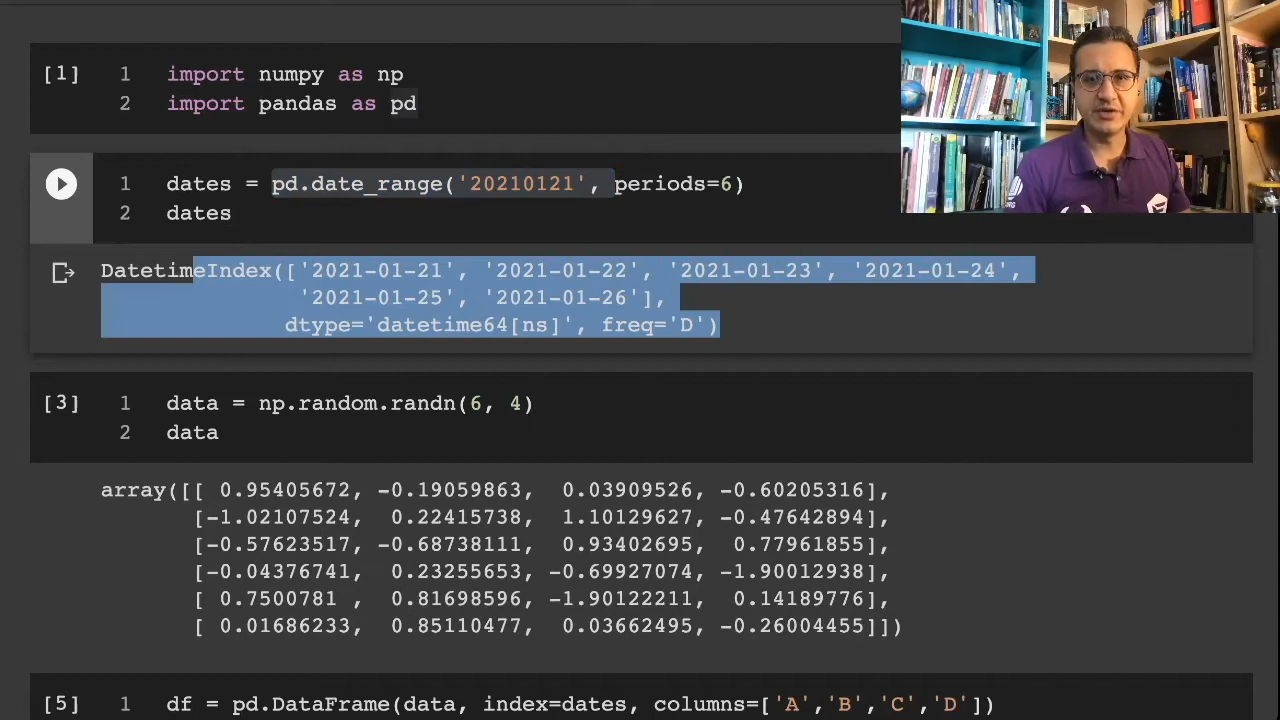 [1] 1 import numpy as np
2 import pandas as pd
1 dates = pd.date_range('20210121', periods=6)
2 dates
DatetimeIndex(['2021-01-21', '2021-01-22', '2021-01-23', '2021-01-24',
'2021-01-25', '2021-01-26'],
dtype='datetime64[ns]', freq='D')
[3] 1 data = np.random.randn(6, 4)
2 data
array([[ 0.95405672, -0.19059863, 0.03909526, -0.60205316],
[-1.02107524, 0.22415738, 1.10129627, -0.47642894],
[-0.57623517, -0.68738111, 0.93402695, 0.77961855],
[-0.04376741, 0.23255653, -0.69927074, -1.90012938],
[ 0.7500781 , 0.81698596, -1.90122211, 0.14189776],
[ 0.01686233, 0.85110477, 0.03662495, -0.26004455]])
[5] 1 df = pd.DataFrame(data, index=dates, columns=['A','B','C','D'])